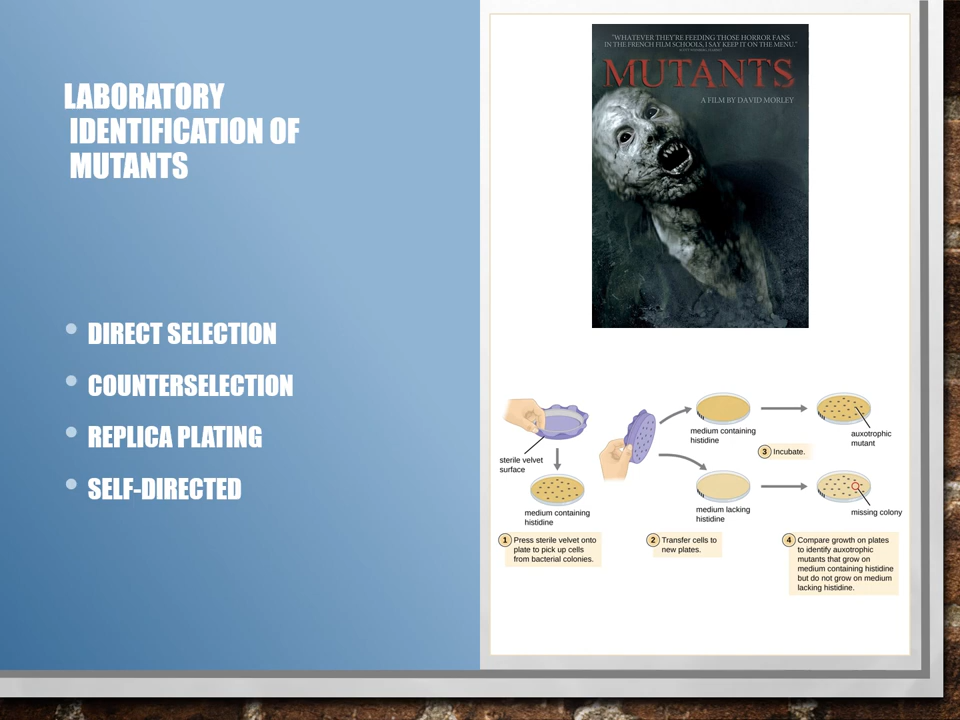 LABORATORY
IDENTIFICATION OF
MUTANTS
• DIRECT SELECTION
• COUNTERSELECTION
• REPLICA PLATING
• SELF-DIRECTED
"WHATEVER THEY'RE FEEDING THOSE HORROR FANS
IN THE FRENCH FILM SCHOOLS, I SAY KEEP IT ON THE MENU."
MUTANTS
A FILM BY DAVID MORLEY
sterile velvet
surface
medium containing
histidine
1 Press sterile velvet onto
plate to pick up cells
from bacterial colonies.
medium containing
histidine
medium lacking
histidine
2 Transfer cells to
new plates.
3 Incubate.
auxotrophic
mutant
missing colony
4 Compare growth on plates
to identify auxotrophic
mutants that grow on
medium containing histidine
but do not grow on medium
lacking histidine.